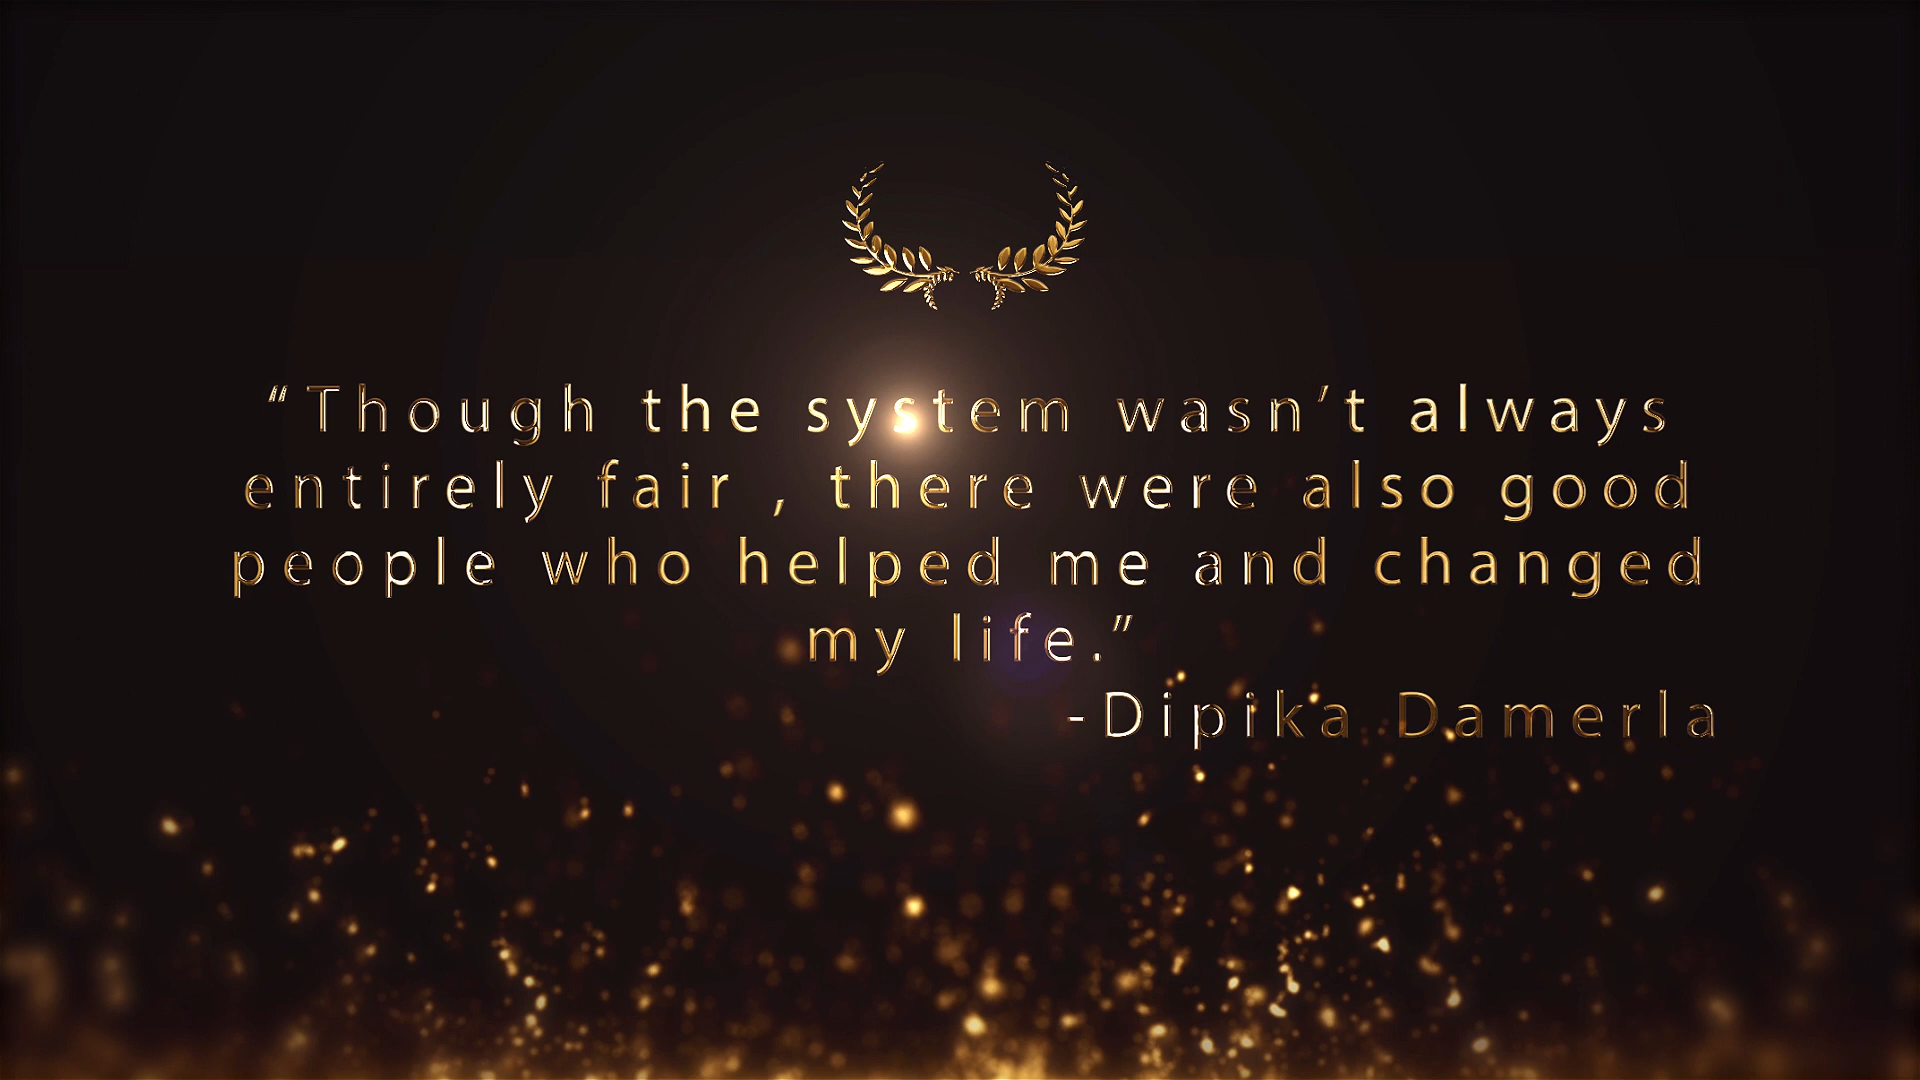 “Though the system wasn’t always
entirely fair , there were also good
people who helped me and changed
my life.”
-Dipika Damerla